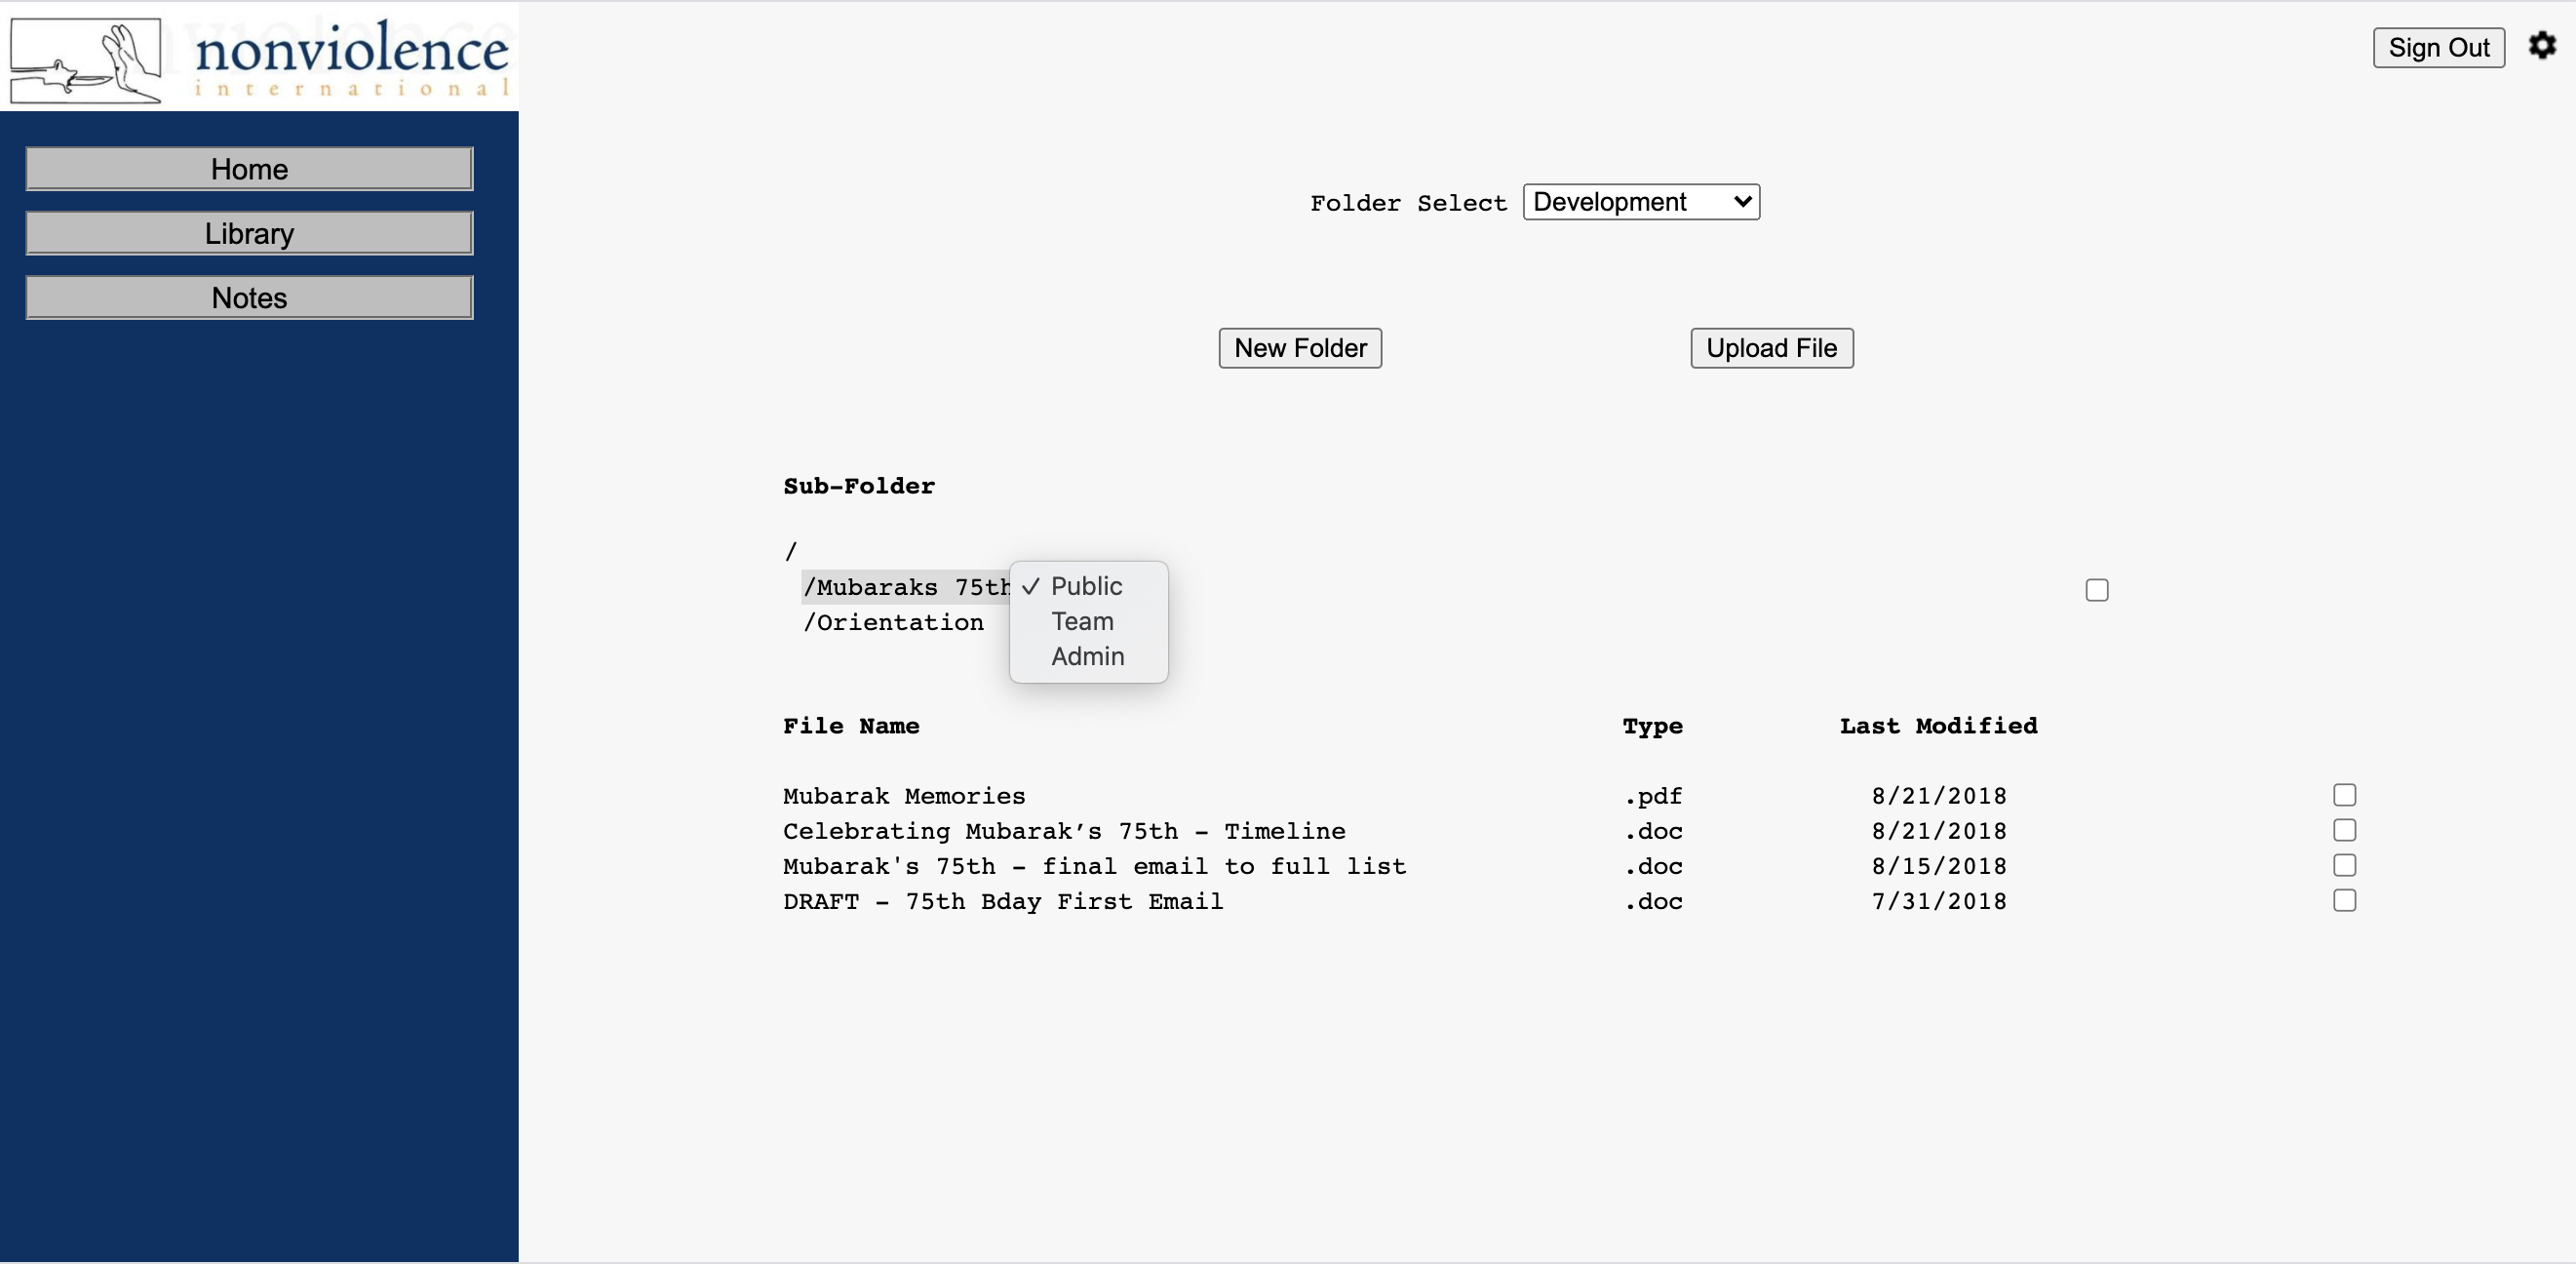 nonviolence
international
Sign Out
Home
Library
Notes
Folder Select Development
New Folder Upload File
Sub-Folder
/
/Mubaraks 75th ✓ Public
/Orientation Team
Admin
File Name Type Last Modified
Mubarak Memories .pdf 8/21/2018
Celebrating Mubarak’s 75th - Timeline .doc 8/21/2018
Mubarak's 75th - final email to full list .doc 8/15/2018
DRAFT - 75th Bday First Email .doc 7/31/2018